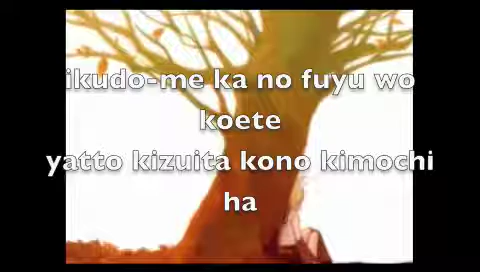 ikudo-me ka no fuyu wo
koete
yatto kizuita kono kimochi
ha